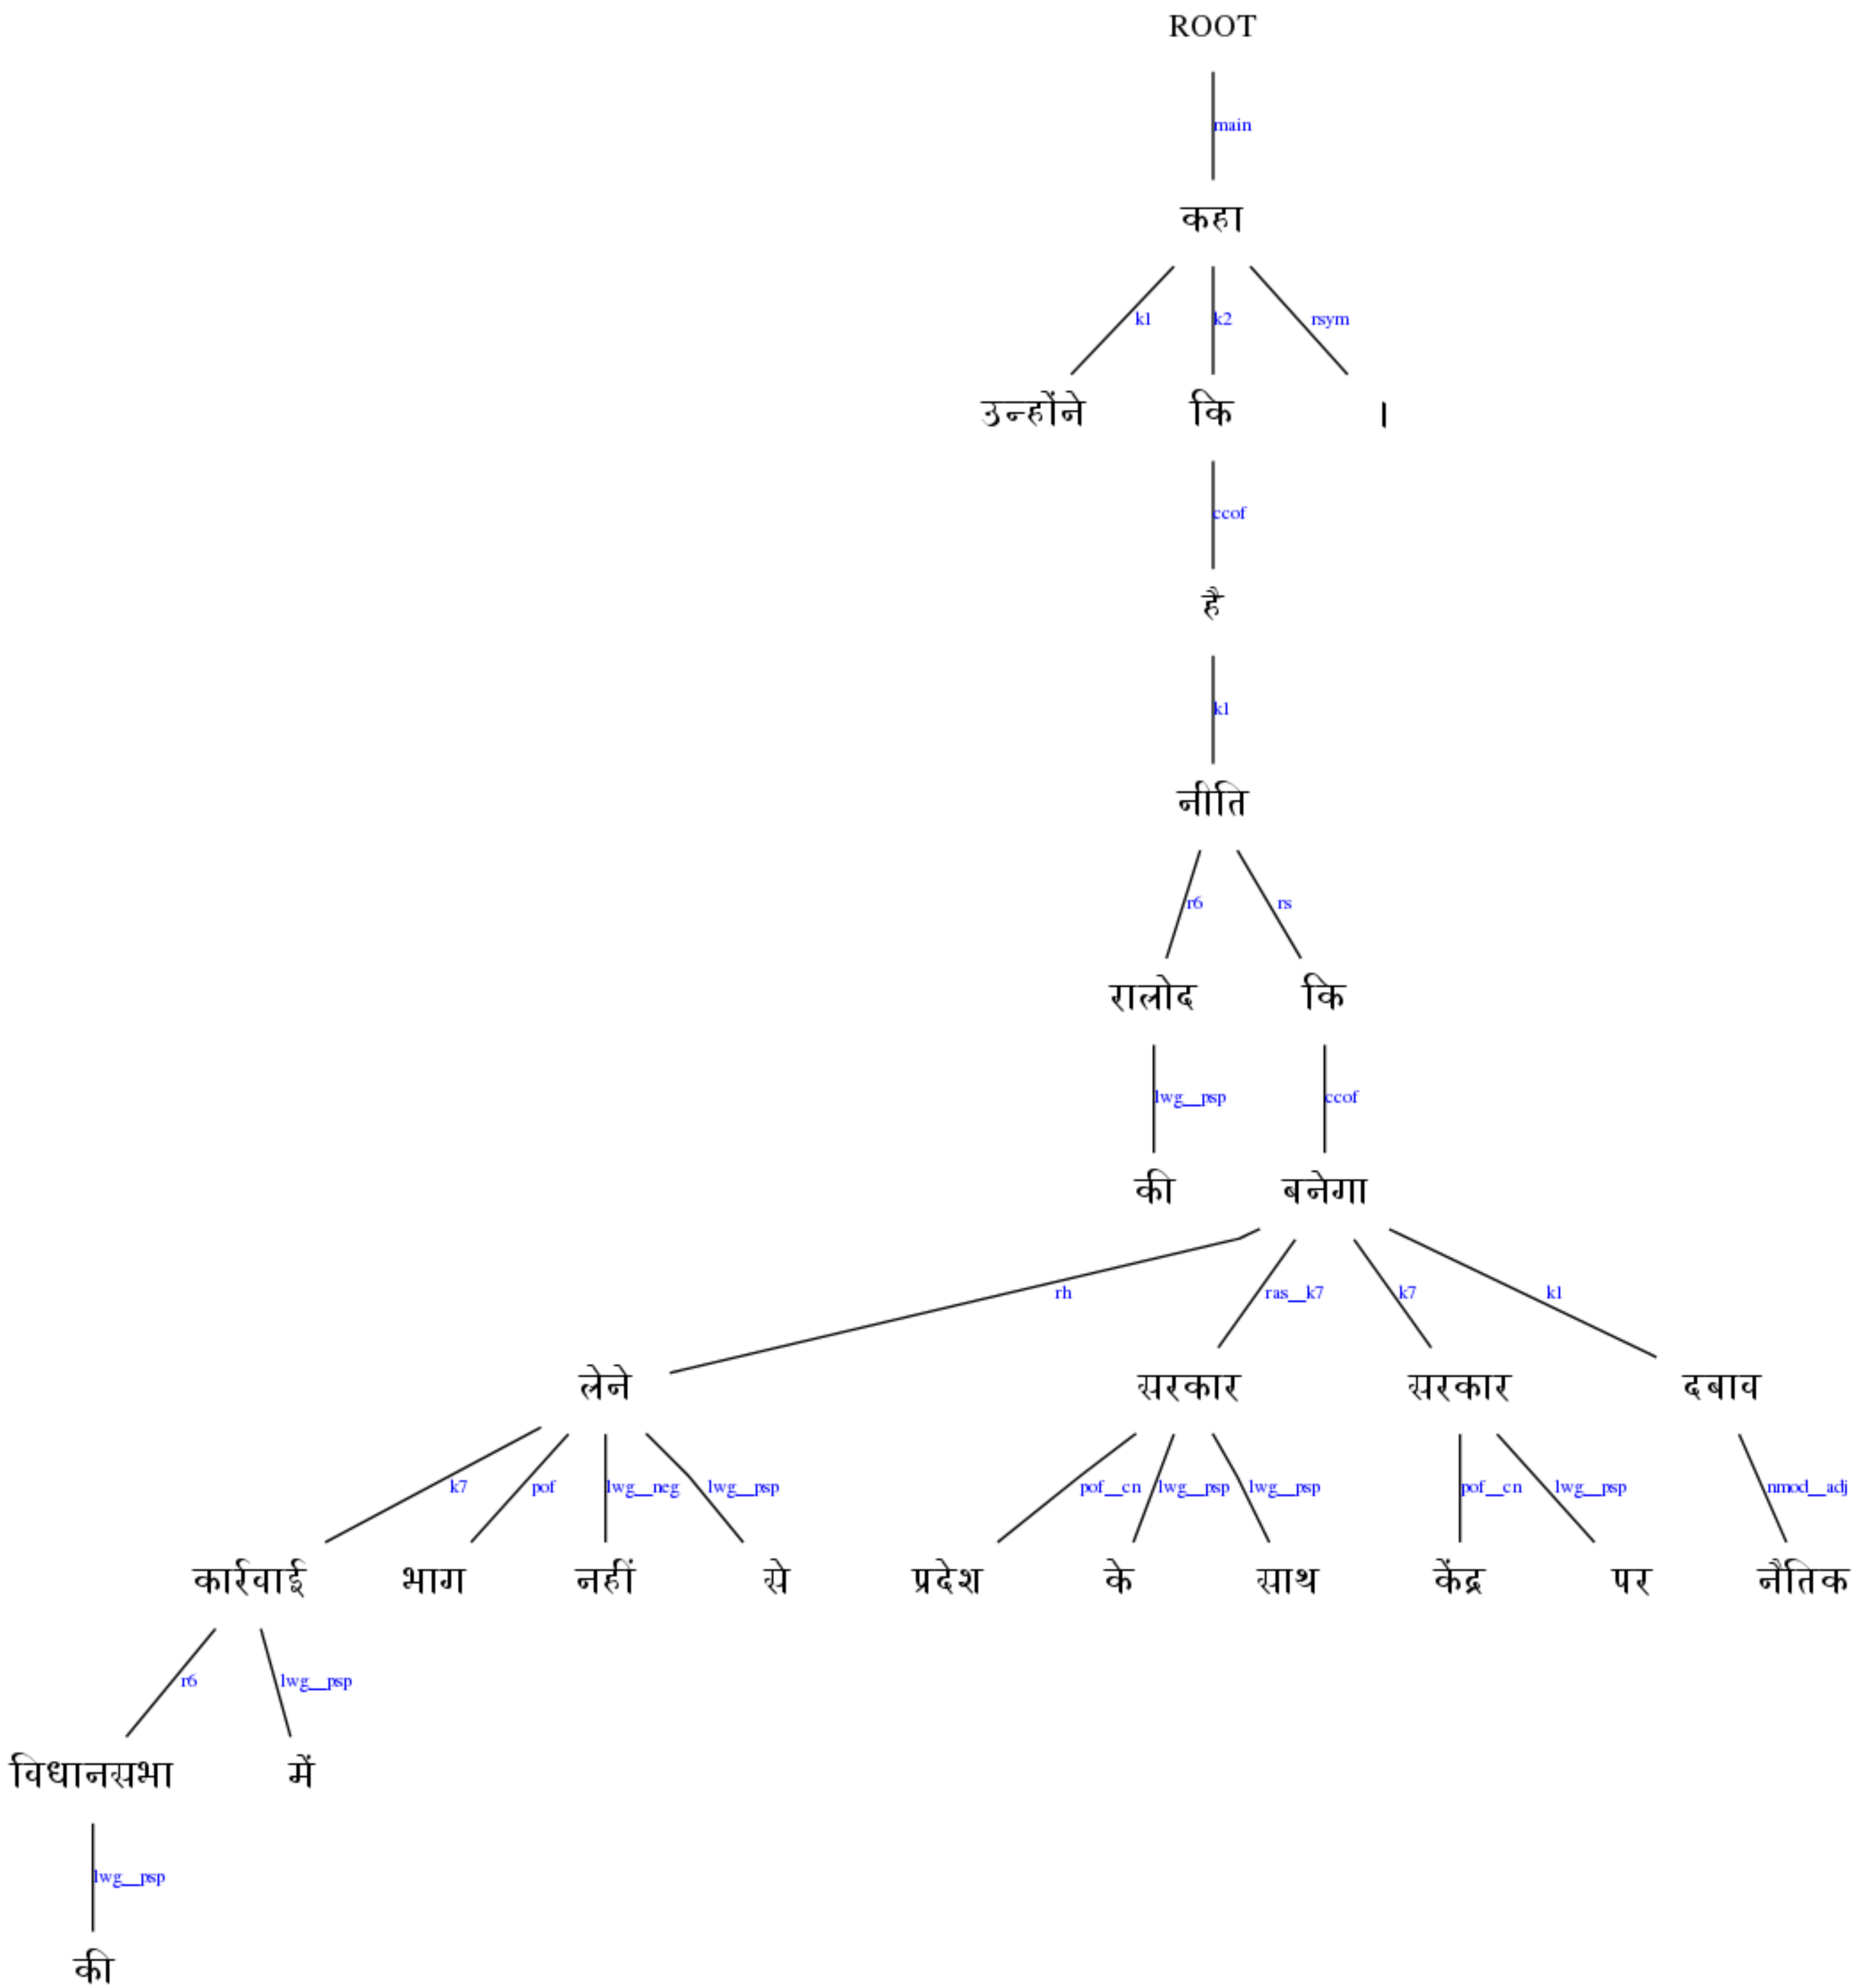 ROOT
main
कहा
k1 k2 rsym
उन्होंने कि ।
ccof
है
k1
नीति
r6 rs
रालोद कि
lwg__psp ccof
की बनेगा
rh ras__k7 k7 k1
लेने सरकार सरकार दबाव
k7 pof lwg__neg lwg__psp pof__cn lwg__psp lwg__psp pof__cn lwg__psp nmod__adj
कार्रवाई भाग नहीं से प्रदेश के साथ केंद्र पर नैतिक
r6 lwg__psp
विधानसभा में
lwg__psp
की